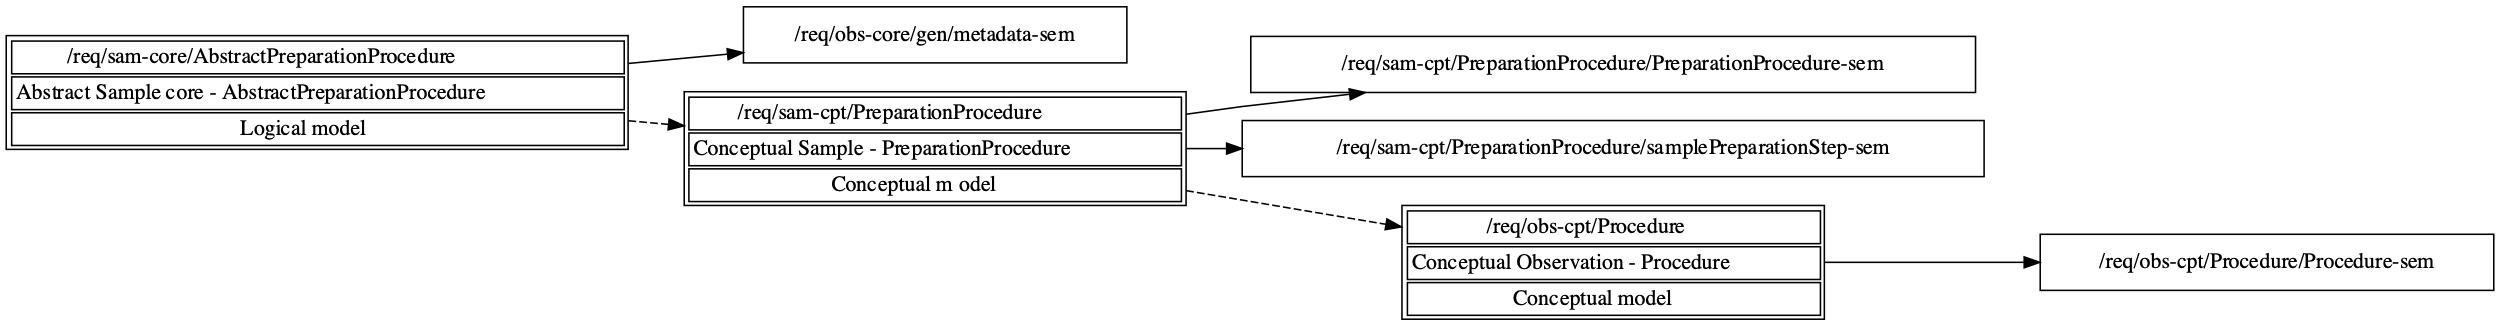 /req/sam-core/AbstractPreparationProcedure
Abstract Sample core - AbstractPreparationProcedure
Logical model
/req/obs-core/gen/metadata-sem
/req/sam-cpt/PreparationProcedure
Conceptual Sample - PreparationProcedure
Conceptual m odel
/req/sam-cpt/PreparationProcedure/PreparationProcedure-sem
/req/sam-cpt/PreparationProcedure/samplePreparationStep-sem
/req/obs-cpt/Procedure
Conceptual Observation - Procedure
Conceptual model
/req/obs-cpt/Procedure/Procedure-sem